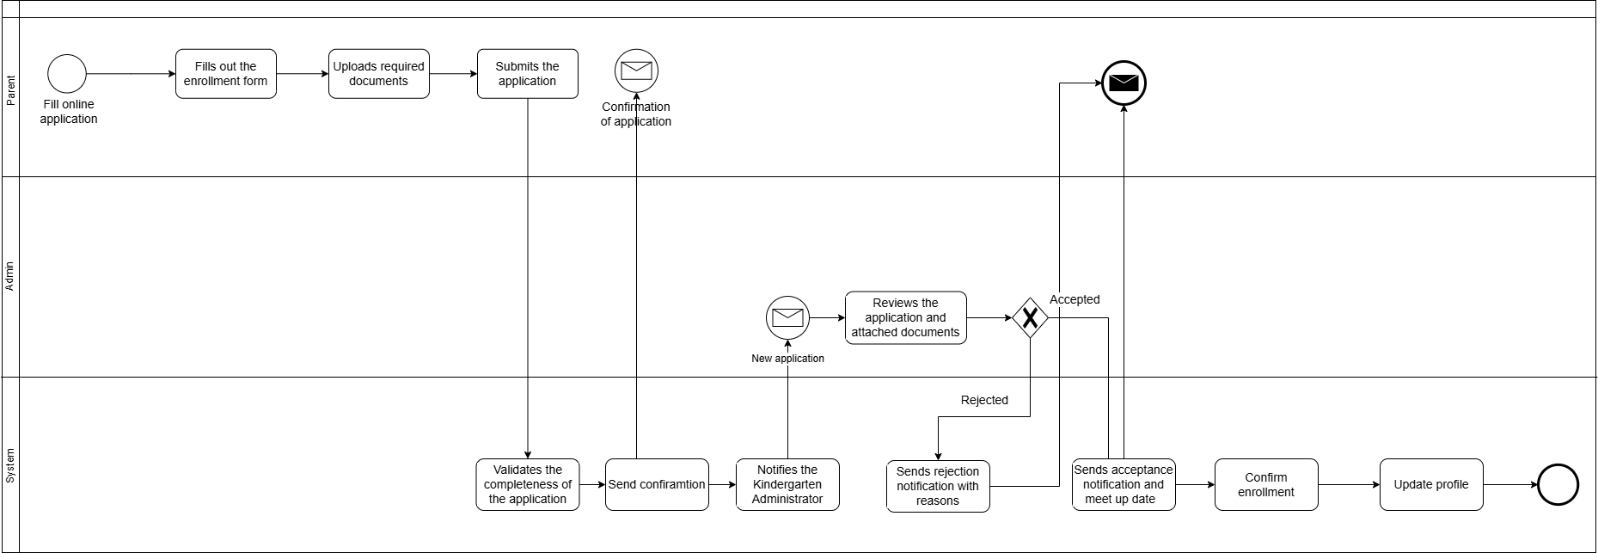 Parent
Fill online
application
Fills out the
enrollment form
Uploads required
documents
Submits the
application
Confirmation
of application
Admin
New application
Reviews the
application and
attached documents
Accepted
Rejected
System
Validates the
completeness of
the application
Send confiramtion
Notifies the
Kindergarten
Administrator
Sends rejection
notification with
reasons
Sends acceptance
notification and
meet up date
Confirm
enrollment
Update profile